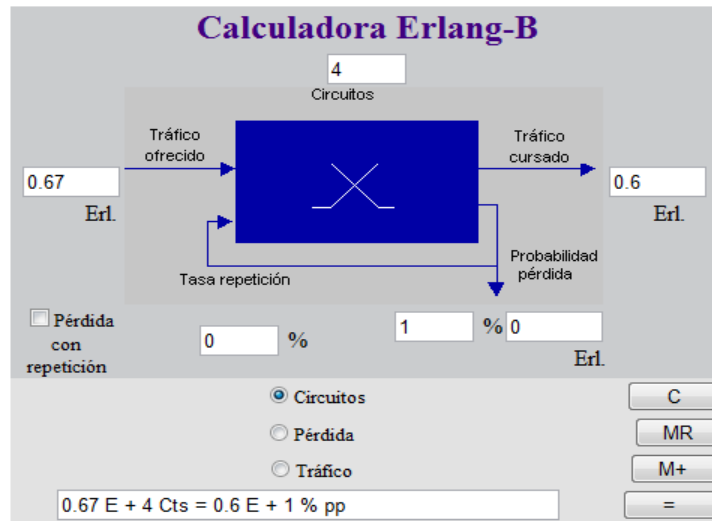 Calculadora Erlang-B
4
Circuitos
Tráfico
ofrecido
Tráfico
cursado
0.67
Erl.
0.6
Erl.
Tasa repetición
Probabilidad
pérdida
Pérdida
con
repetición
0
%
1
%
0
Erl.
Circuitos
C
Pérdida
MR
Tráfico
M+
0.67 E + 4 Cts = 0.6 E + 1 % pp
=